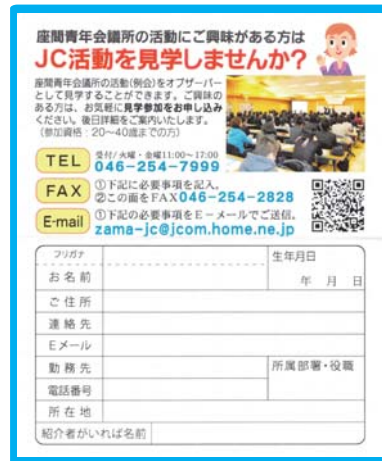 座間青年会議所の活動にご興味がある方は
JC活動を見学しませんか？
座間青年会議所の活動(例会)をオブザーバー
として見学することができます。ご興味の
ある方は、お気軽に見学参加をお申し込み
ください。後日詳細をご案内いたします。
（参加資格：20〜40歳までの方）
TEL 受付/火曜・金曜11:00〜17:00
046-254-7999
FAX ①下記に必要事項を記入。
②この面をFAX046-254-2828
E-mail ①下記の必要事項をE－メールでご送信。
zama-jc@jcom.home.ne.jp
フリガナ 生年月日
お名前 年 月 日
ご住所
連絡先
Eメール
勤務先 所属部署・役職
電話番号
所在地
紹介者がいれば名前